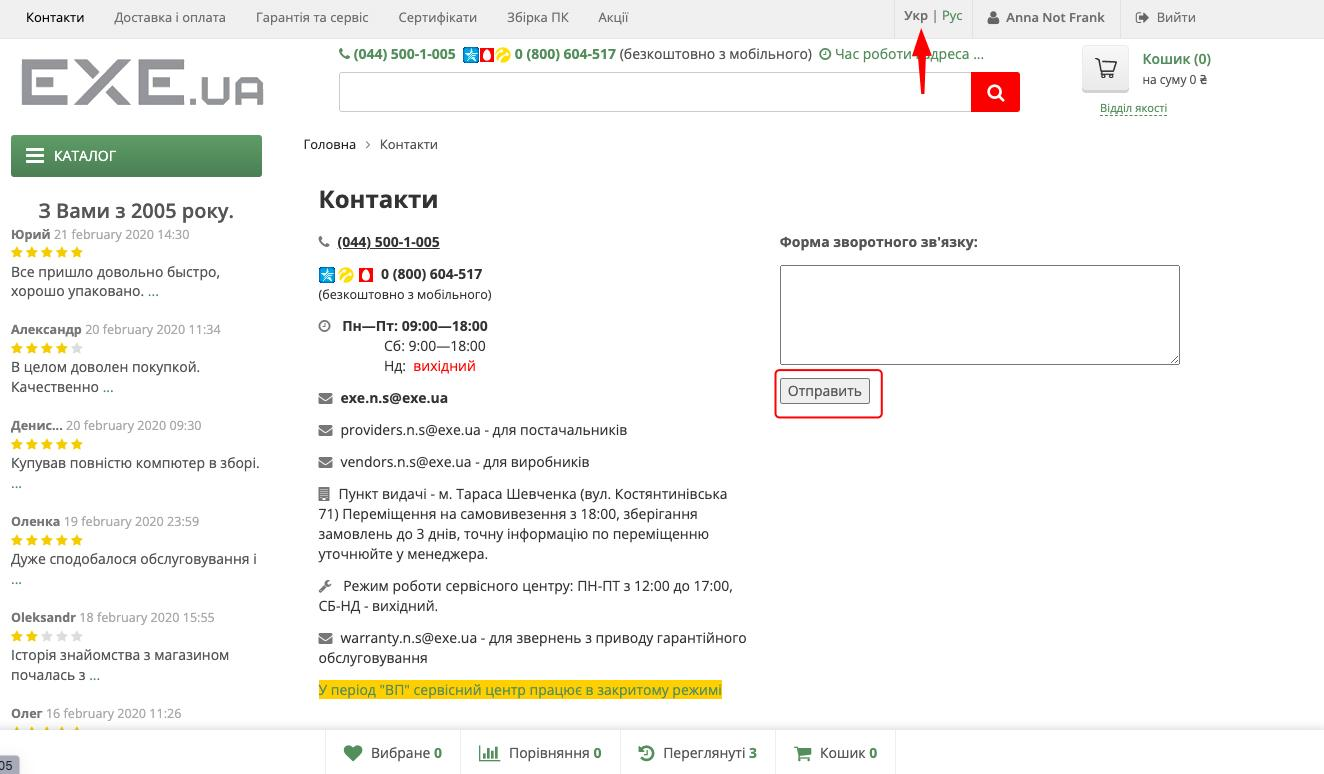 Контакти Доставка і оплата Гарантія та сервіс Сертифікати Збірка ПК Акції Укр | Рус Anna Not Frank Вийти
(044) 500-1-005 0 (800) 604-517 (безкоштовно з мобільного) Час роботи адреса ...
EXE.UA
Кошик (0)
на суму 0 ₴
Відділ якості
КАТАЛОГ
Головна > Контакти
З Вами з 2005 року.
Юрий 21 february 2020 14:30
Все пришло довольно быстро,
хорошо упаковано. ...
Александр 20 february 2020 11:34
В целом доволен покупкой.
Качественно ...
Денис... 20 february 2020 09:30
Купував повністю компютер в зборі.
...
Оленка 19 february 2020 23:59
Дуже сподобалося обслуговування і
...
Oleksandr 18 february 2020 15:55
Історія знайомства з магазином
почалась з ...
Олег 16 february 2020 11:26
Контакти
(044) 500-1-005
0 (800) 604-517
(безкоштовно з мобільного)
Пн—Пт: 09:00—18:00
Сб: 9:00—18:00
Нд: вихідний
exe.n.s@exe.ua
providers.n.s@exe.ua - для постачальників
vendors.n.s@exe.ua - для виробників
Пункт видачі - м. Тараса Шевченка (вул. Костянтинівська
71) Переміщення на самовивезення з 18:00, зберігання
замовлень до 3 днів, точну інформацію по переміщенню
уточнюйте у менеджера.
Режим роботи сервісного центру: ПН-ПТ з 12:00 до 17:00,
СБ-НД - вихідний.
warranty.n.s@exe.ua - для звернень з приводу гарантійного
обслуговування
У період "ВП" сервісний центр працює в закритому режимі
Форма зворотного зв'язку:
Отправить
05
Вибране 0 Порівняння 0 Переглянуті 3 Кошик 0